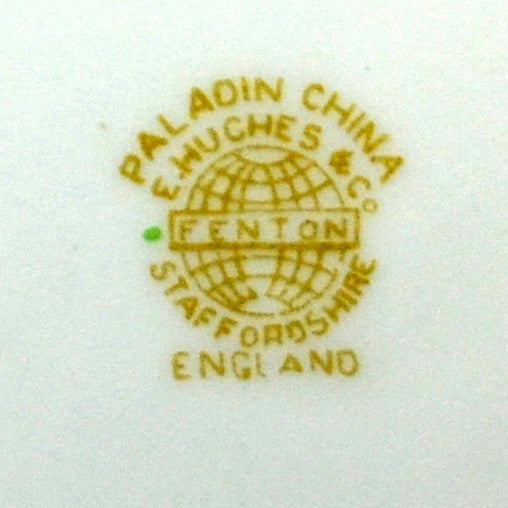 PALADIN CHINA
E. HUGHES & Co
FENTON
STAFFORDSHIRE
ENGLAND